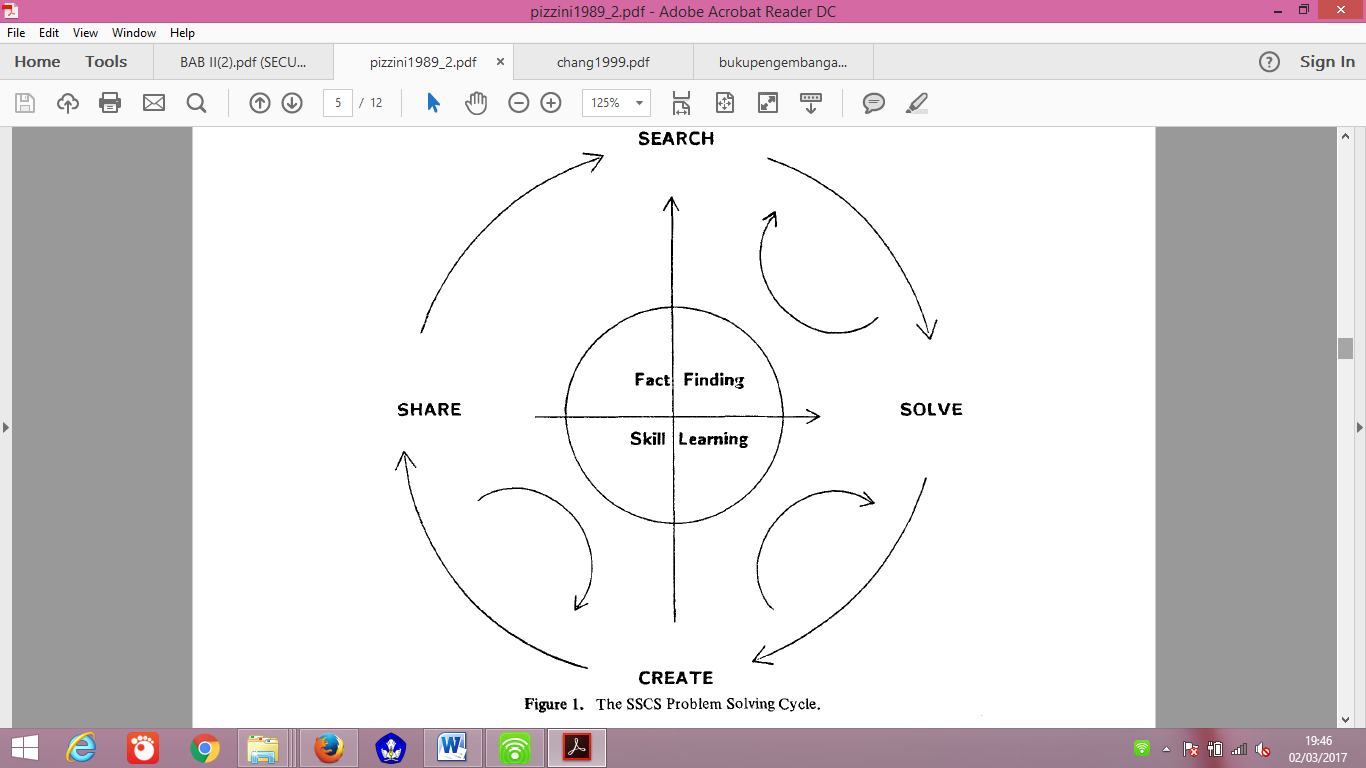 pizzini1989_2.pdf - Adobe Acrobat Reader DC
File Edit View Window Help
Home Tools BAB II(2).pdf (SECU... pizzini1989_2.pdf × chang1999.pdf bukupengembanga... ? Sign In
5 / 12 125%
SEARCH
Fact Finding
SHARE SOLVE
Skill Learning
CREATE
Figure 1. The SSCS Problem Solving Cycle.
19:46
02/03/2017